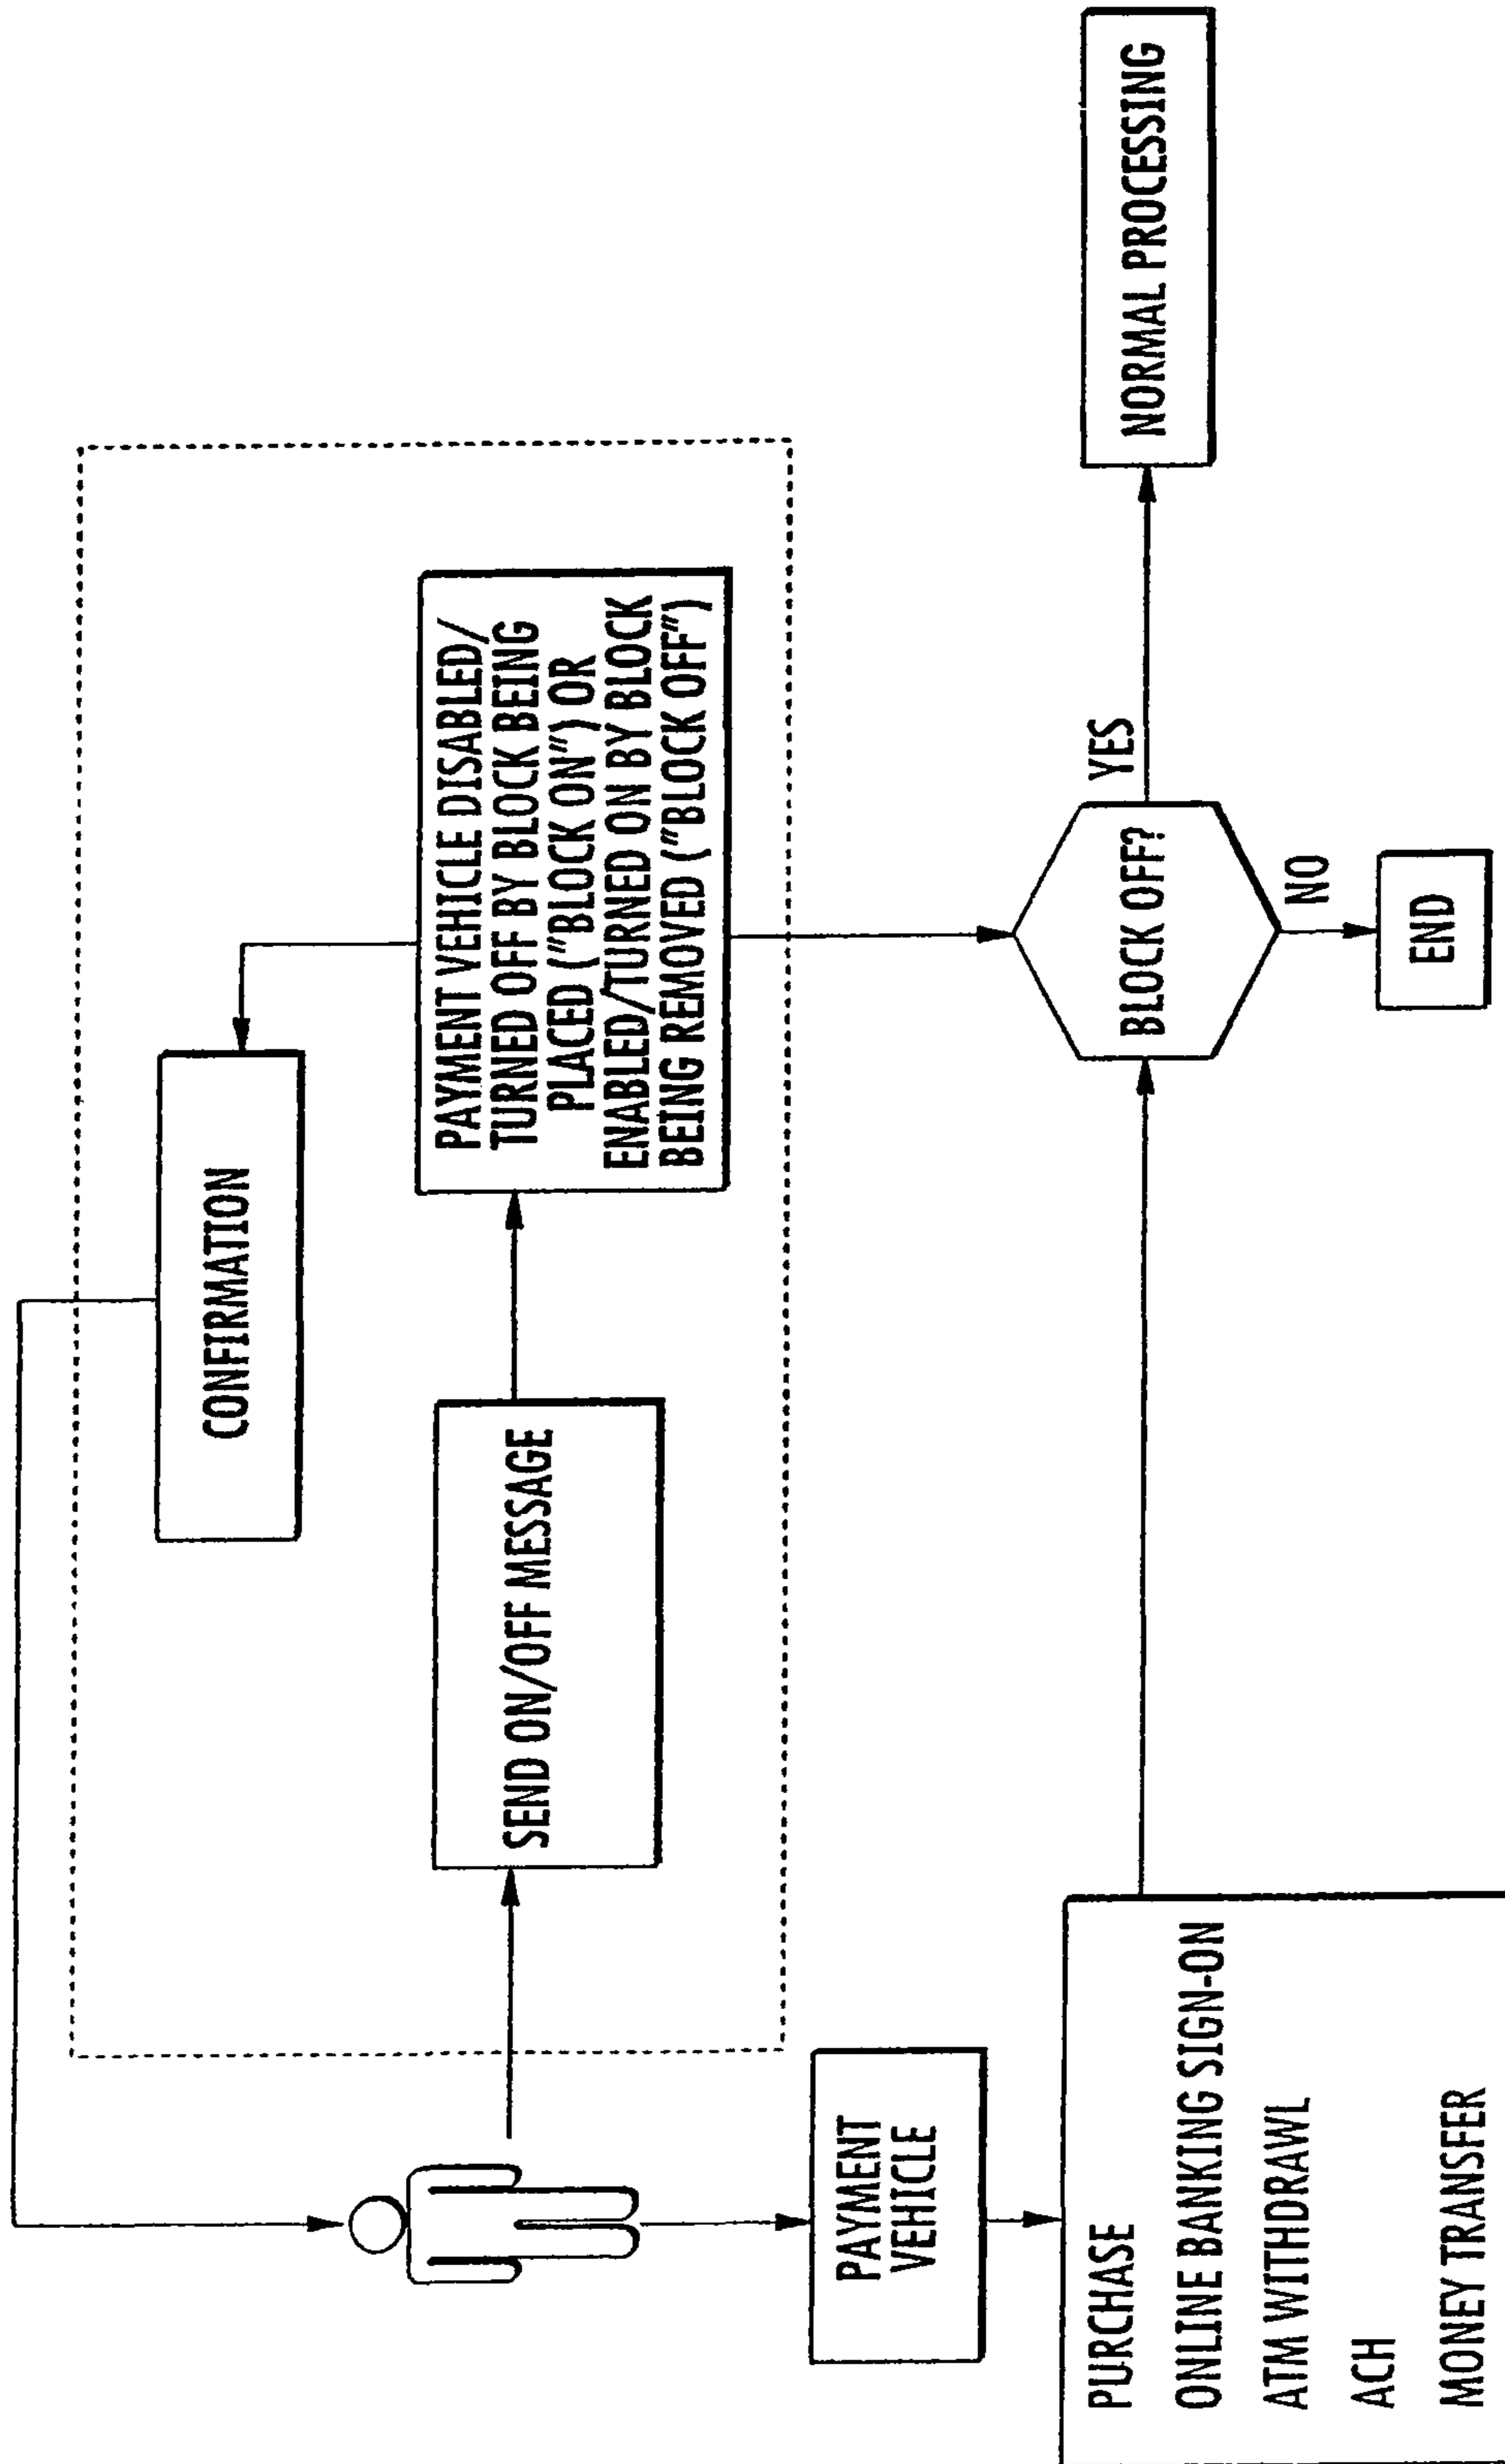 CONFIRMATION
SEND ON/OFF MESSAGE
PAYMENT VEHICLE DISABLED/
TURNED OFF BY BLOCK BEING
PLACED ("BLOCK ON") OR
ENABLED/TURNED ON BY BLOCK
BEING REMOVED ("BLOCK OFF")
PAYMENT
VEHICLE
PURCHASE
ONLINE BANKING SIGN-ON
ATM WITHDRAWL
ACH
MONEY TRANSFER
BLOCK OFF?
YES
NORMAL PROCESSING
NO
END